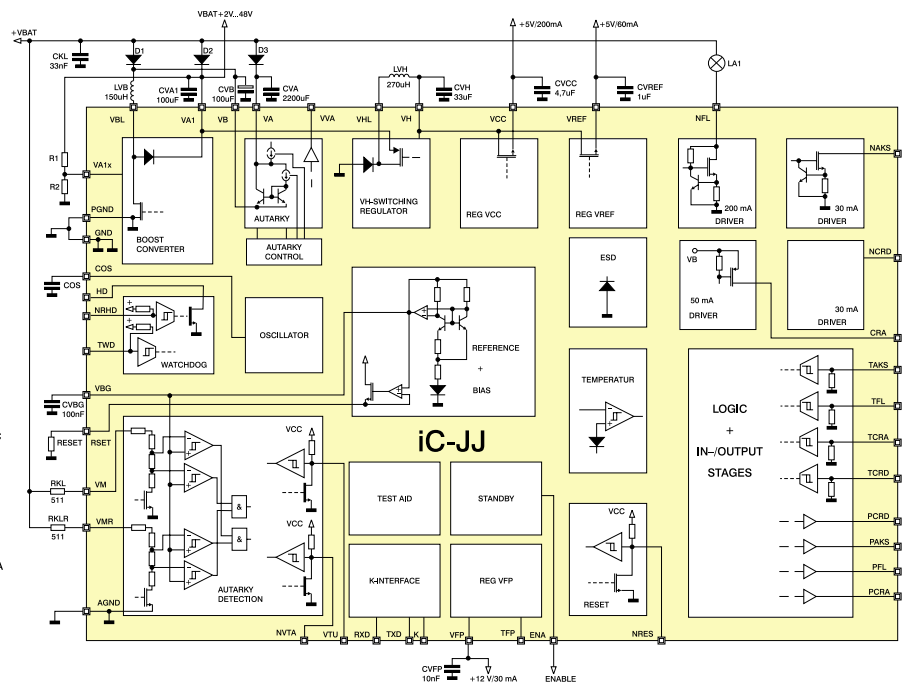 VBAT+2V...48V
+5V/200mA
+5V/60mA
+VBAT
CKL
33nF
D1
D2
D3
LVB
150uH
CVA1
100uF
CVB
100uF
CVA
2200uF
LVH
270uH
CVH
33uF
CVCC
4,7uF
CVREF
1uF
LA1
VBL
VA1
VB
VA
VVA
VHL
VH
VCC
VREF
NFL
R1
VA1x
R2
PGND
GND
BOOST
CONVERTER
AUTARKY
AUTARKY
CONTROL
VH-SWITCHING
REGULATOR
REG VCC
REG VREF
200 mA
DRIVER
30 mA
DRIVER
NAKS
COS
COS
HD
NRHD
TWD
WATCHDOG
OSCILLATOR
REFERENCE
+
BIAS
ESD
VB
50 mA
DRIVER
30 mA
DRIVER
NCRD
CRA
VBG
CVBG
100nF
RESET
RSET
TEMPERATUR
LOGIC
+
IN-/OUTPUT
STAGES
TAKS
TFL
TCRA
TCRD
PCRD
PAKS
PFL
PCRA
iC-JJ
VM
RKL
511
VMR
RKLR
511
AGND
&
&
VCC
VCC
AUTARKY
DETECTION
TEST AID
STANDBY
K-INTERFACE
REG VFP
VCC
RESET
A
NVTA
VTU
RXD
TXD
K
VFP
TFP
ENA
NRES
CVFP
10nF
+12 V/30 mA
ENABLE